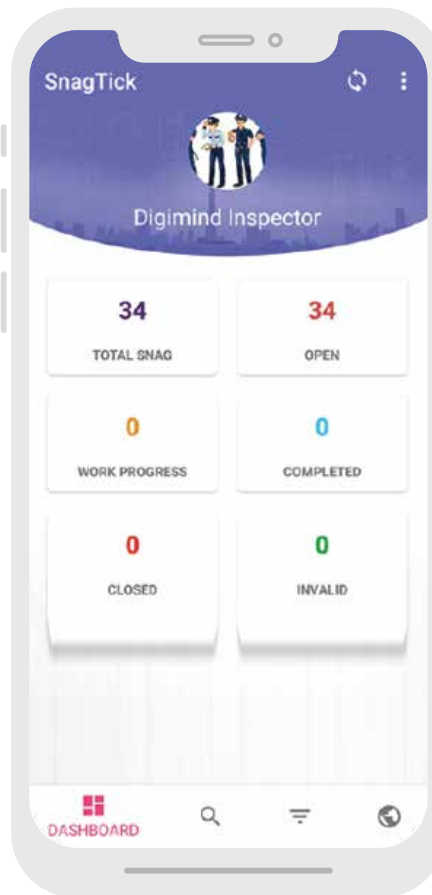 SnagTick
Digimind Inspector
34
34
TOTAL SNAG
OPEN
0
0
WORK PROGRESS
COMPLETED
0
0
CLOSED
INVALID
DASHBOARD